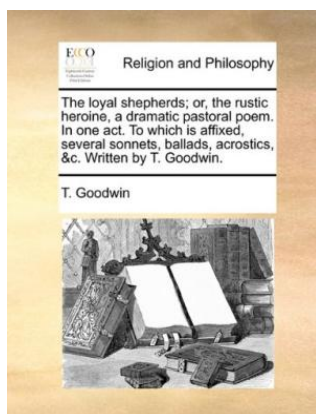 ECCO
Religion and Philosophy
The loyal shepherds; or, the rustic
heroine, a dramatic pastoral poem.
In one act. To which is affixed,
several sonnets, ballads, acrostics,
&c. Written by T. Goodwin.
T. Goodwin